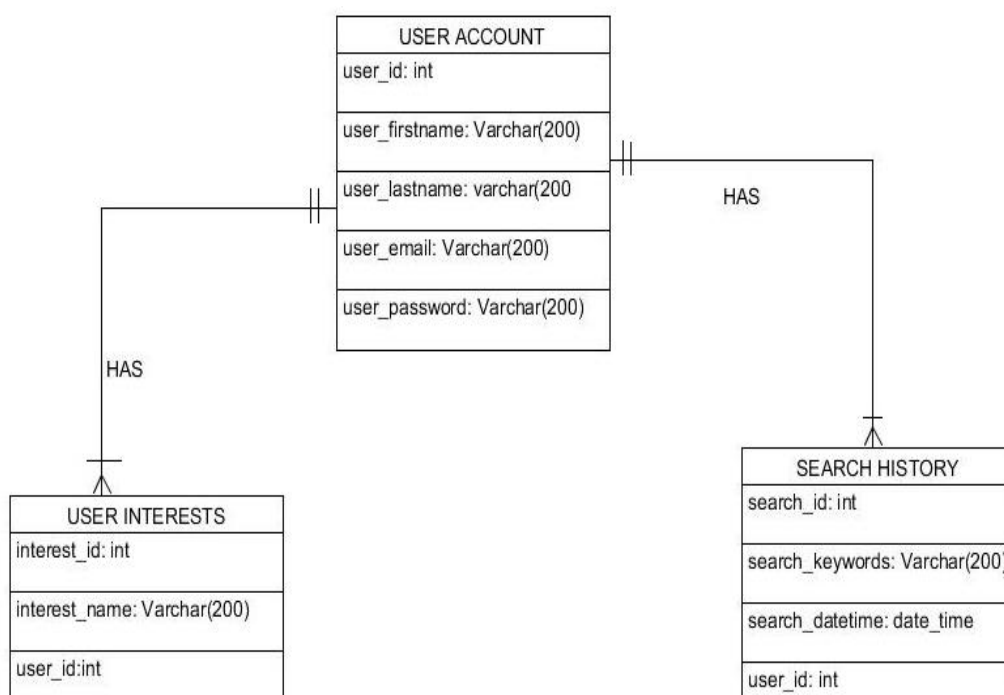 USER ACCOUNT
user_id: int
user_firstname: Varchar(200)
user_lastname: varchar(200
user_email: Varchar(200)
user_password: Varchar(200)
HAS
HAS
USER INTERESTS
interest_id: int
interest_name: Varchar(200)
user_id:int
SEARCH HISTORY
search_id: int
search_keywords: Varchar(200)
search_datetime: date_time
user_id: int